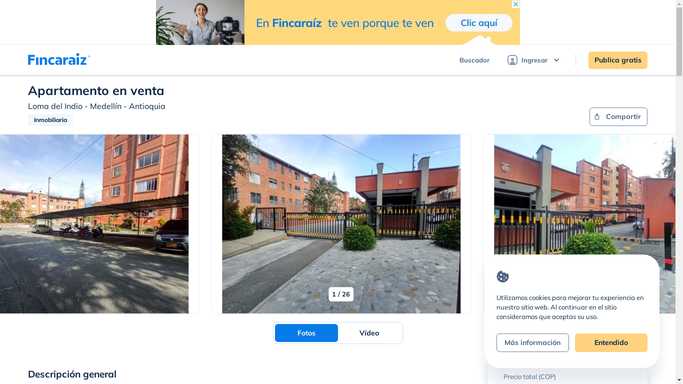 En Fincaraíz te ven porque te ven
Clic aquí
Fincaraíz
Buscador
Ingresar
Publica gratis
Apartamento en venta
Loma del Indio - Medellín - Antioquia
Inmobiliaria
Compartir
1 / 26
Fotos
Vídeo
Utilizamos cookies para mejorar tu experiencia en
nuestro sitio web. Al continuar en el sitio
consideramos que aceptas su uso.
Más información
Entendido
Descripción general
Precio total (COP)